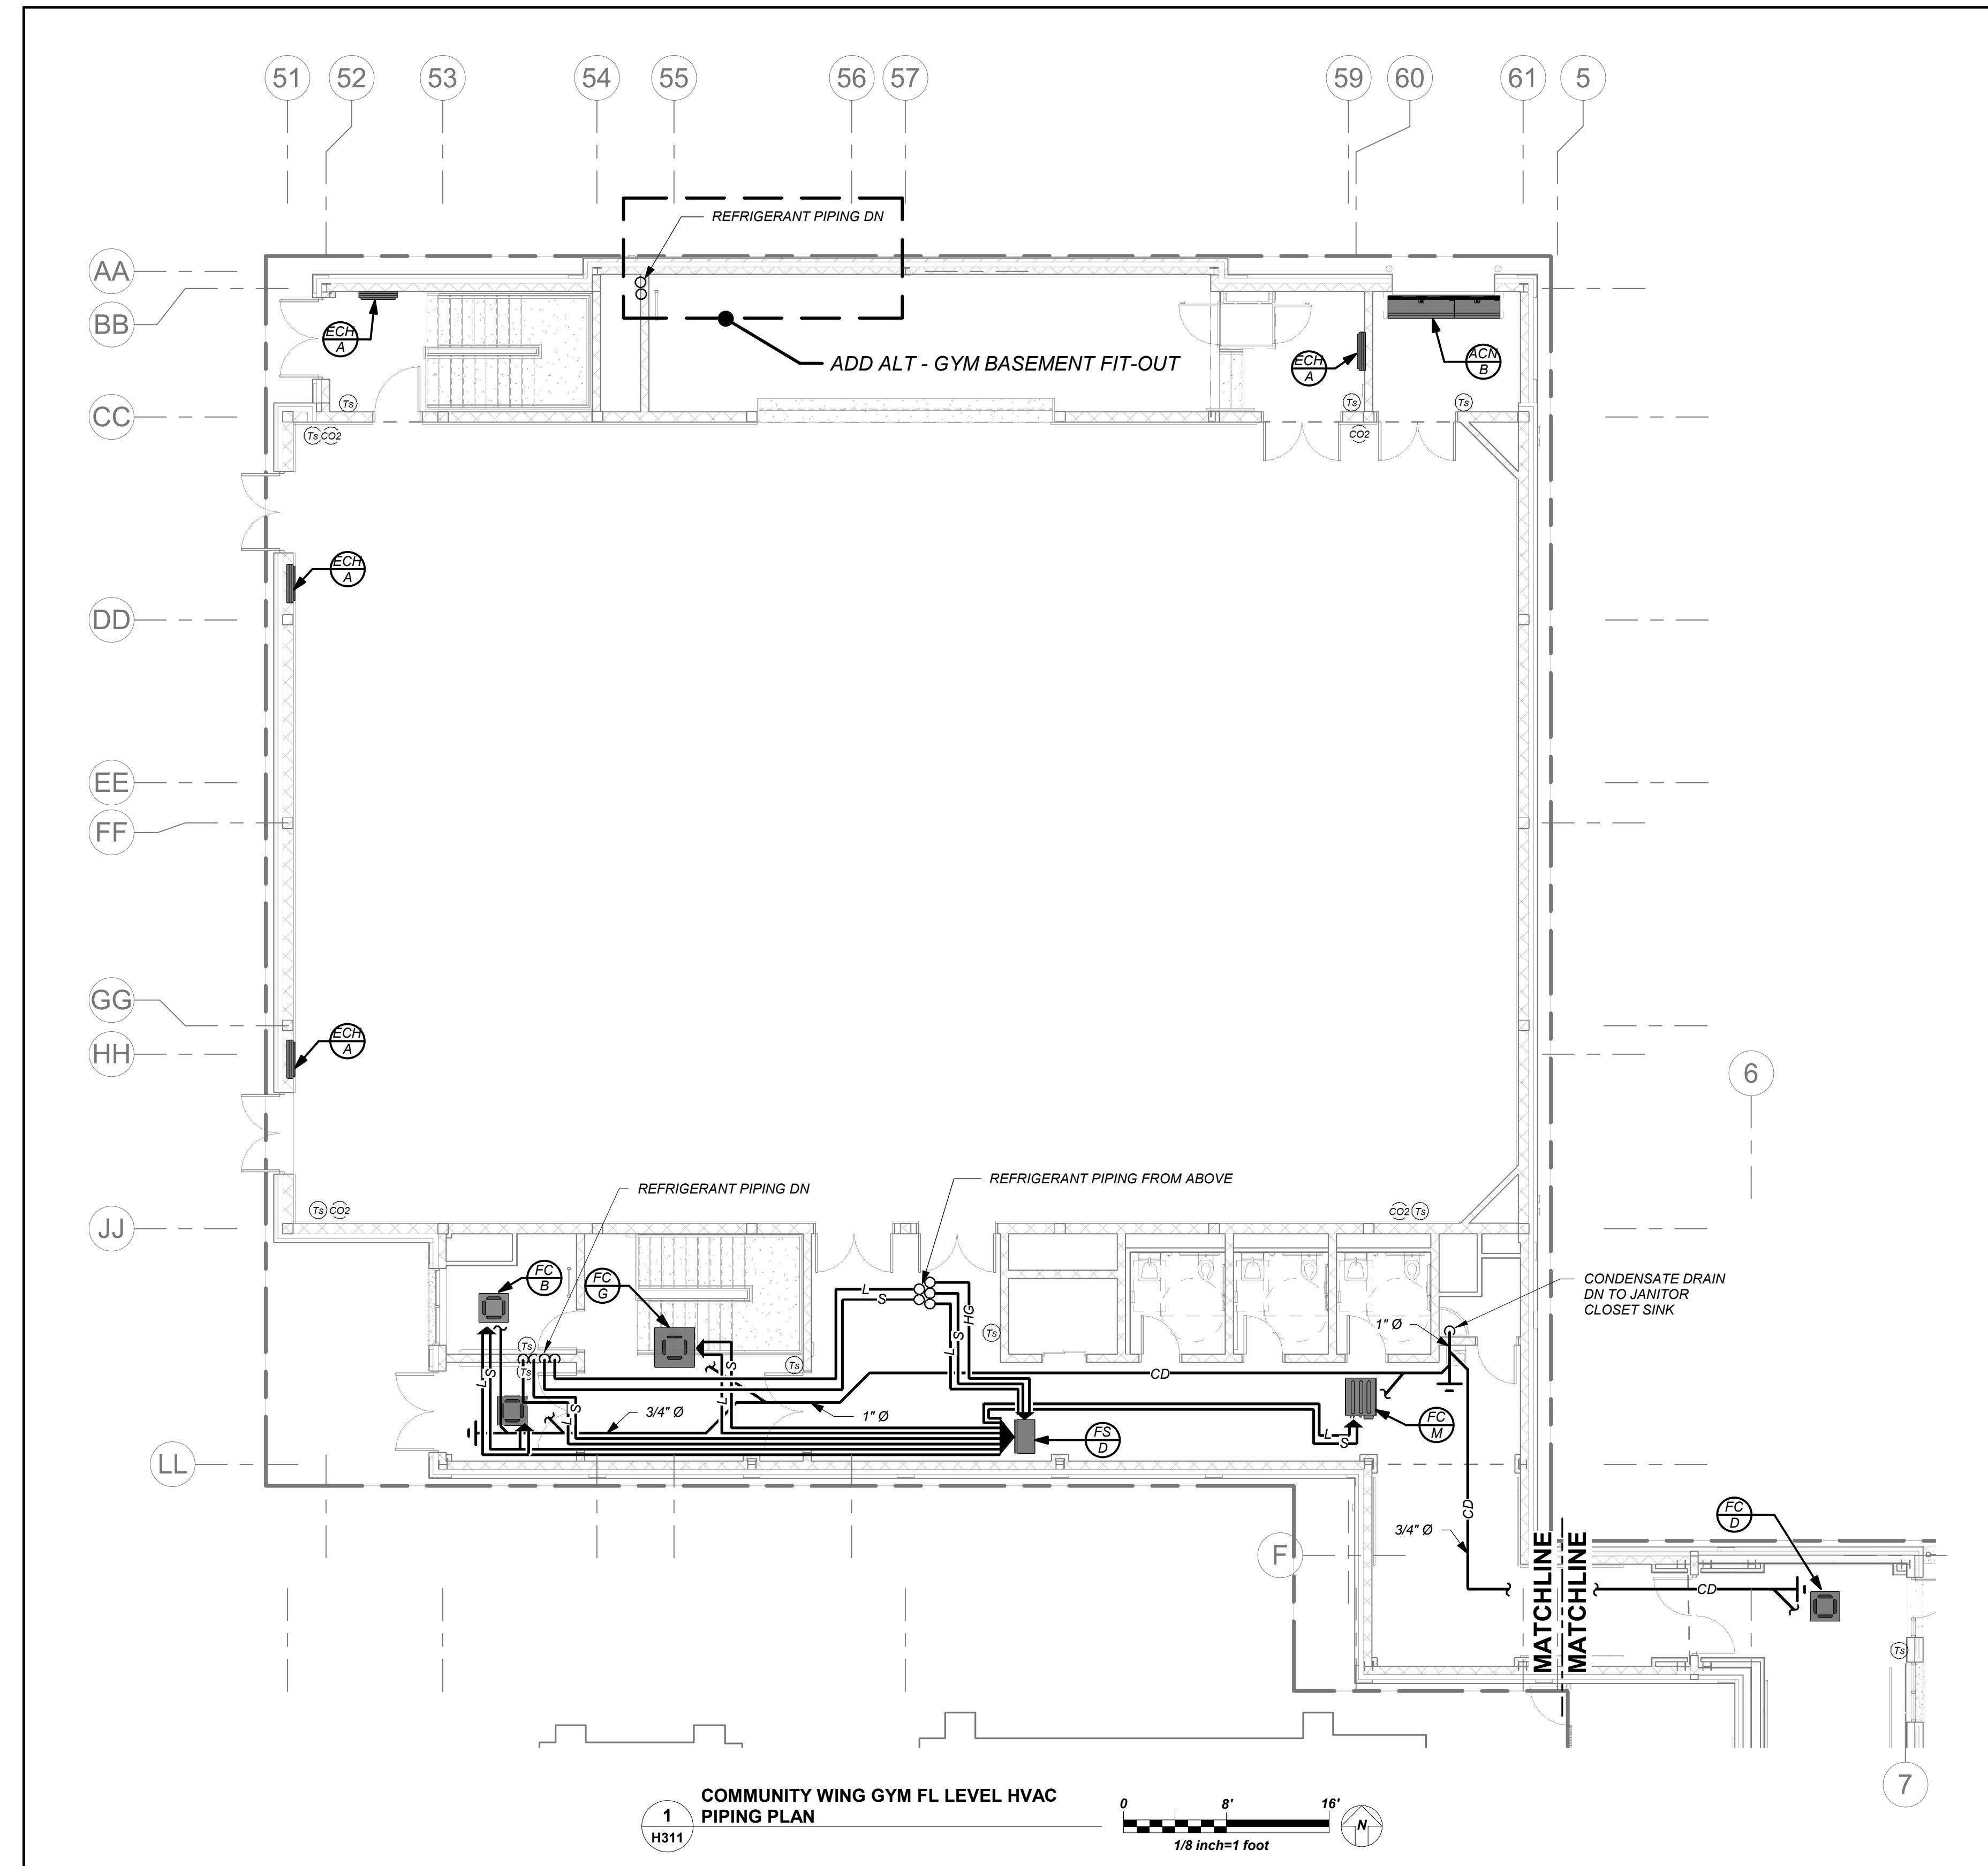 51 52 53 54 55 56 57 59 60 61 5
REFRIGERANT PIPING DN
AA
BB
ECH
A
ADD ALT - GYM BASEMENT FIT-OUT
ECH
A
ACN
B
Ts
Ts
Ts
CC
Ts CO2
CO2
ECH
A
DD
EE
FF
GG
ECH
A
HH
6
REFRIGERANT PIPING DN
REFRIGERANT PIPING FROM ABOVE
Ts CO2
CO2 Ts
JJ
FC
B
FC
G
L
S
HG
L
S
CONDENSATE DRAIN
DN TO JANITOR
CLOSET SINK
1" Ø
Ts
Ts
Ts
Ts
L
S
L
S
CD
L
S
3/4" Ø
1" Ø
FS
D
L
S
FC
M
LL
CD
FC
D
3/4" Ø
F
MATCHLINE
MATCHLINE
CD
Ts
7
1
H311
COMMUNITY WING GYM FL LEVEL HVAC
PIPING PLAN
0 8' 16'
1/8 inch=1 foot
N